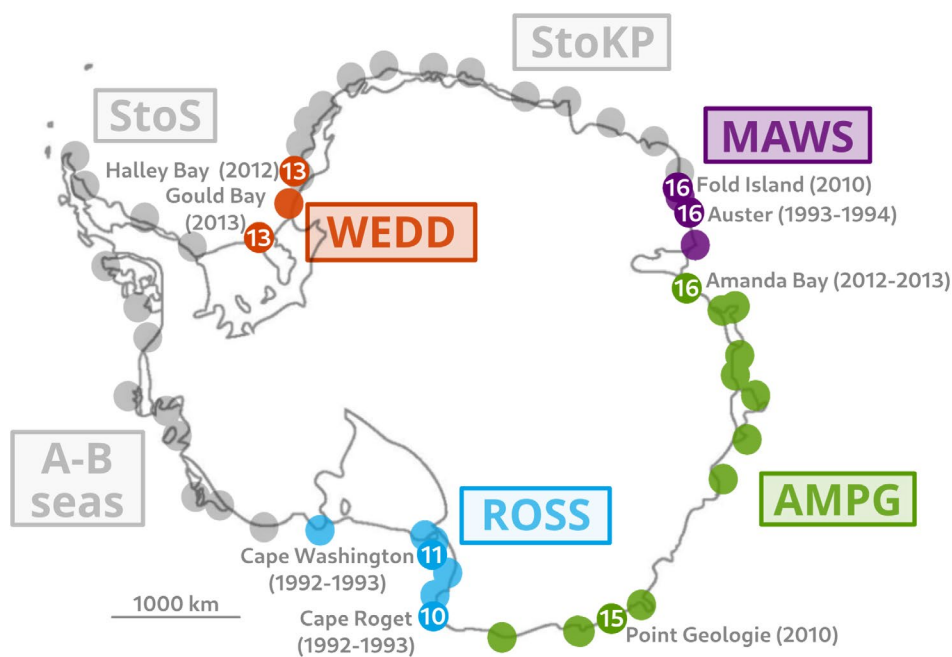 StoKP
StoS
MAWS
Halley Bay (2012)
13
16
Fold Island (2010)
Gould Bay
(2013)
16
Auster (1993-1994)
13
WEDD
16
Amanda Bay (2012-2013)
A-B
seas
ROSS
AMPG
Cape Washington
(1992-1993)
11
1000 km
Cape Roget
(1992-1993)
10
15
Point Geologie (2010)